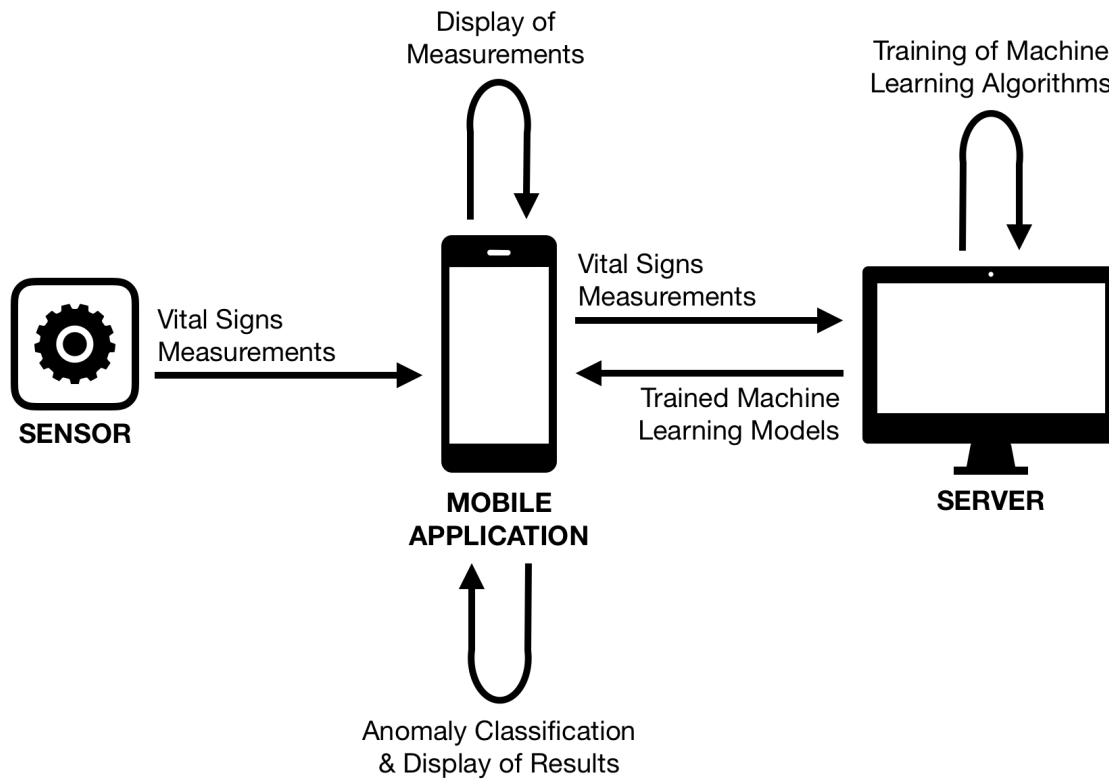 Display of
Measurements
Training of Machine
Learning Algorithms
Vital Signs
Measurements
SENSOR
Vital Signs
Measurements
Trained Machine
Learning Models
MOBILE
APPLICATION
SERVER
Anomaly Classification
& Display of Results